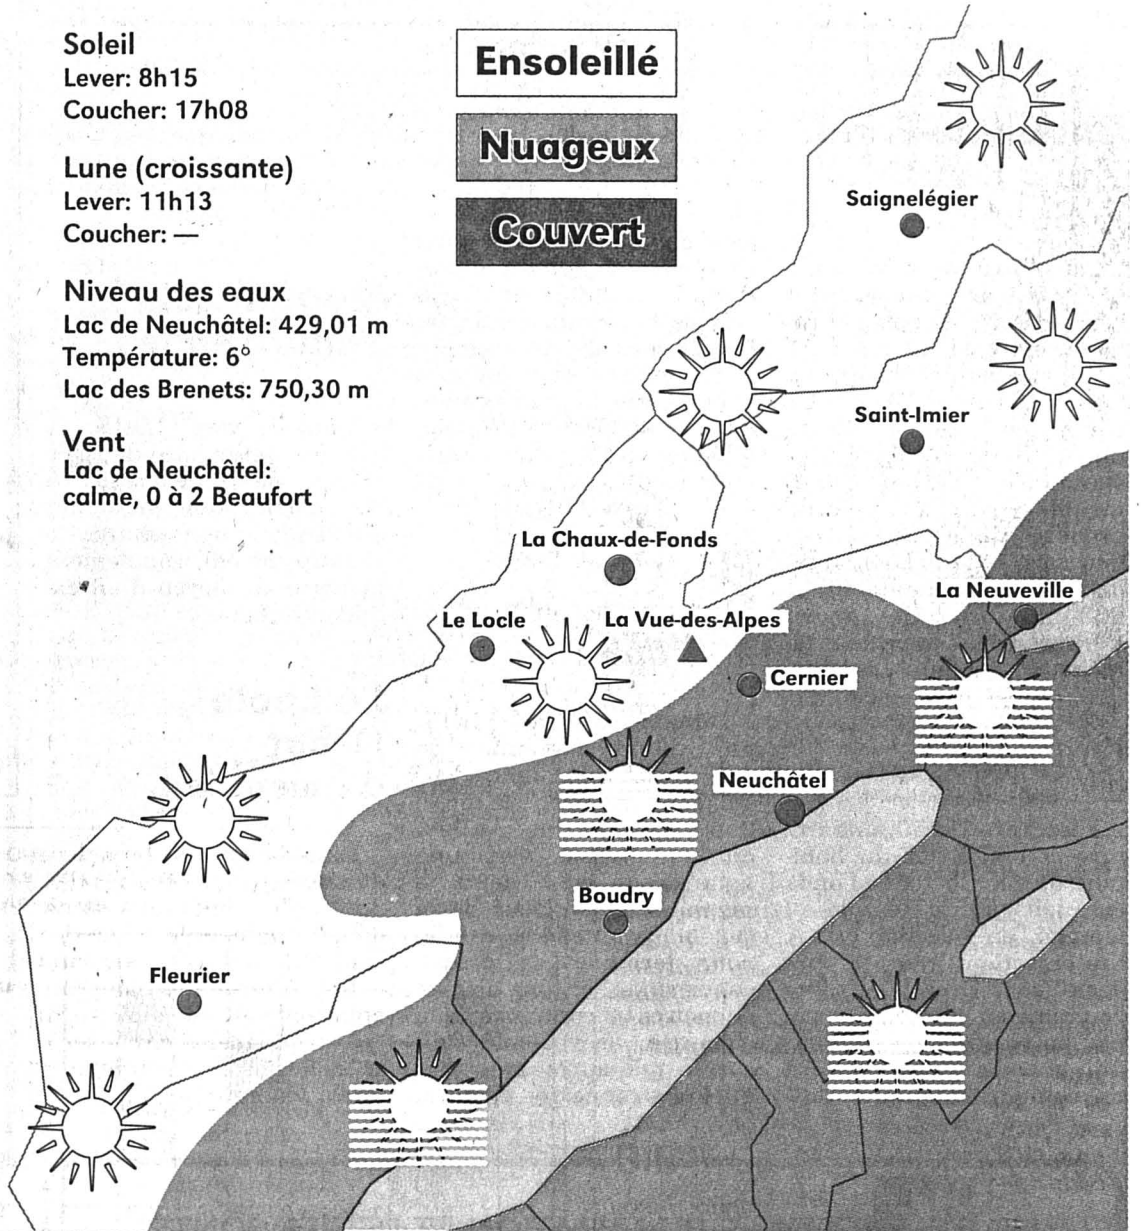 Soleil
Lever: 8h15
Coucher: 17h08
Lune (croissante)
Lever: 11h13
Coucher: —
Niveau des eaux
Lac de Neuchâtel: 429,01 m
Température: 6°
Lac des Brenets: 750,30 m
Vent
Lac de Neuchâtel:
calme, 0 à 2 Beaufort
Ensoleillé
Nuageux
Couvert
Saignelégier
Saint-Imier
La Chaux-de-Fonds
La Neuveville
Le Locle
La Vue-des-Alpes
Cernier
Neuchâtel
Boudry
Fleurier